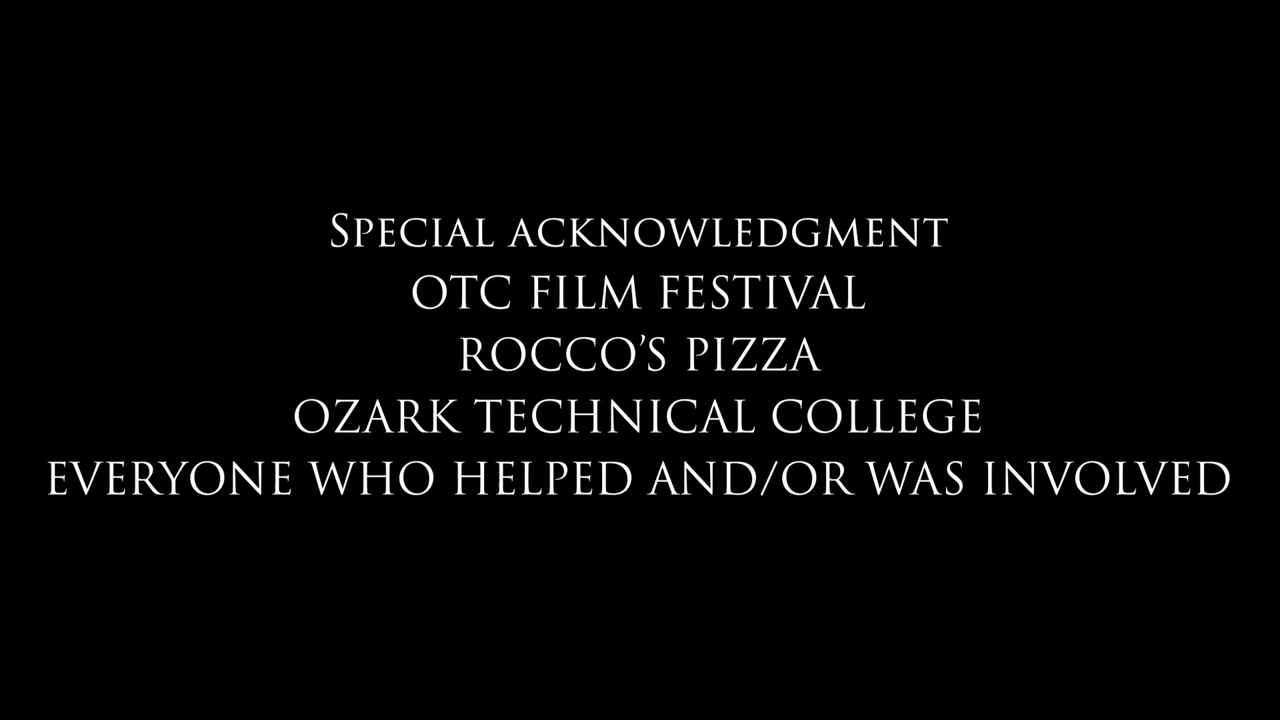 Special acknowledgment
OTC FILM FESTIVAL
ROCCO’S PIZZA
OZARK TECHNICAL COLLEGE
EVERYONE WHO HELPED AND/OR WAS INVOLVED